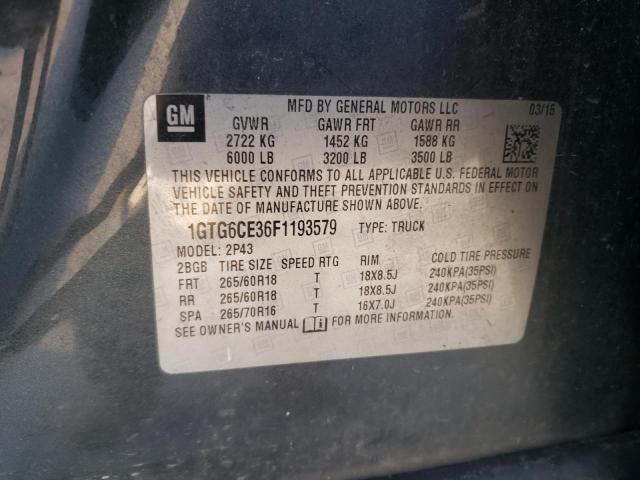 GM
MFD BY GENERAL MOTORS LLC 03/15
GVWR GAWR FRT GAWR RR
2722 KG 1452 KG 1588 KG
6000 LB 3200 LB 3500 LB
THIS VEHICLE CONFORMS TO ALL APPLICABLE U.S. FEDERAL MOTOR
VEHICLE SAFETY AND THEFT PREVENTION STANDARDS IN EFFECT ON
THE DATE OF MANUFACTURE SHOWN ABOVE.
1GTG6CE36F1193579 TYPE: TRUCK
MODEL: 2P43
2BGB TIRE SIZE SPEED RTG RIM COLD TIRE PRESSURE
FRT 265/60R18 T 18X8.5J 240KPA(35PSI)
RR 265/60R18 T 18X8.5J 240KPA(35PSI)
SPA 265/70R16 T 16X7.0J 240KPA(35PSI)
SEE OWNER'S MANUAL FOR MORE INFORMATION.